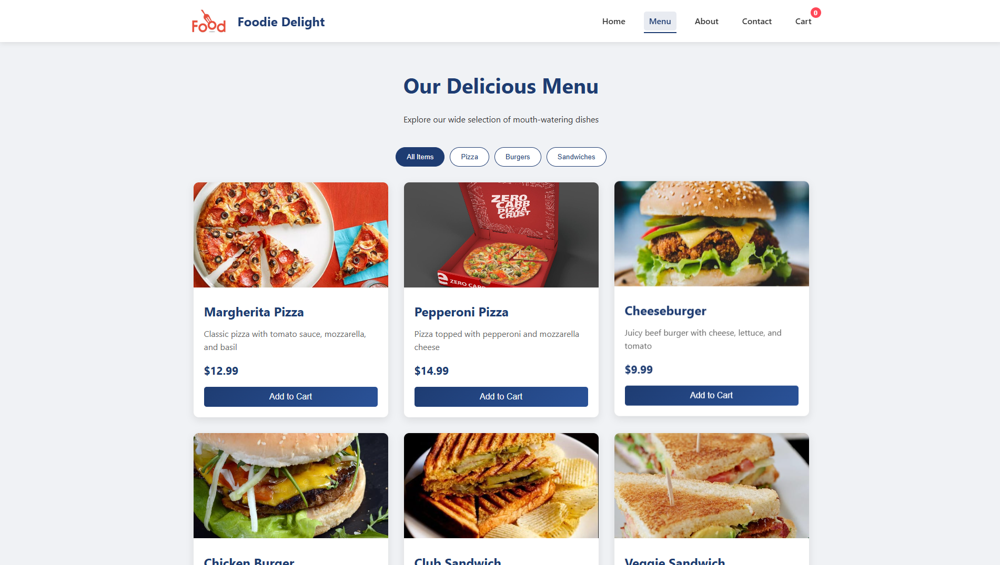 Food
Foodie Delight
Home
Menu
About
Contact
Cart
0
Our Delicious Menu
Explore our wide selection of mouth-watering dishes
All Items
Pizza
Burgers
Sandwiches
ZERO
CARB
PIZZA
CRUST
ZERO CARB
Margherita Pizza
Classic pizza with tomato sauce, mozzarella,
and basil
$12.99
Add to Cart
Pepperoni Pizza
Pizza topped with pepperoni and mozzarella
cheese
$14.99
Add to Cart
Cheeseburger
Juicy beef burger with cheese, lettuce, and
tomato
$9.99
Add to Cart
Chicken Burger
Club Sandwich
Veggie Sandwich